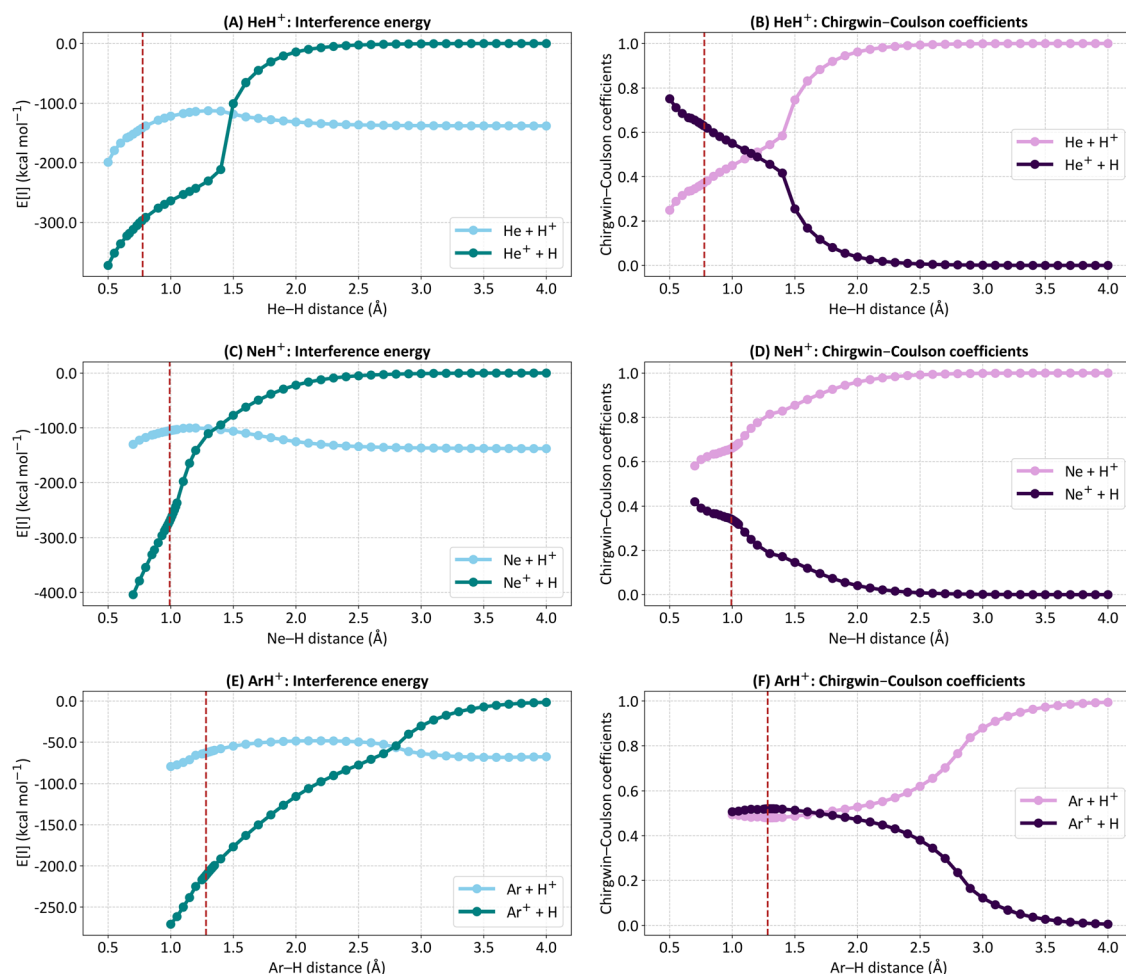 (A) HeH⁺: Interference energy
E[I] (kcal mol⁻¹)
0.0
-100.0
-200.0
-300.0
He + H⁺
He⁺ + H
0.5 1.0 1.5 2.0 2.5 3.0 3.5 4.0
He–H distance (Å)
(B) HeH⁺: Chirgwin−Coulson coefficients
Chirgwin−Coulson coefficients
1.0
0.8
0.6
0.4
0.2
0.0
He + H⁺
He⁺ + H
0.5 1.0 1.5 2.0 2.5 3.0 3.5 4.0
He–H distance (Å)
(C) NeH⁺: Interference energy
E[I] (kcal mol⁻¹)
0.0
-100.0
-200.0
-300.0
-400.0
Ne + H⁺
Ne⁺ + H
0.5 1.0 1.5 2.0 2.5 3.0 3.5 4.0
Ne–H distance (Å)
(D) NeH⁺: Chirgwin−Coulson coefficients
Chirgwin−Coulson coefficients
1.0
0.8
0.6
0.4
0.2
0.0
Ne + H⁺
Ne⁺ + H
0.5 1.0 1.5 2.0 2.5 3.0 3.5 4.0
Ne–H distance (Å)
(E) ArH⁺: Interference energy
E[I] (kcal mol⁻¹)
0.0
-50.0
-100.0
-150.0
-200.0
-250.0
Ar + H⁺
Ar⁺ + H
0.5 1.0 1.5 2.0 2.5 3.0 3.5 4.0
Ar–H distance (Å)
(F) ArH⁺: Chirgwin−Coulson coefficients
Chirgwin−Coulson coefficients
1.0
0.8
0.6
0.4
0.2
0.0
Ar + H⁺
Ar⁺ + H
0.5 1.0 1.5 2.0 2.5 3.0 3.5 4.0
Ar–H distance (Å)